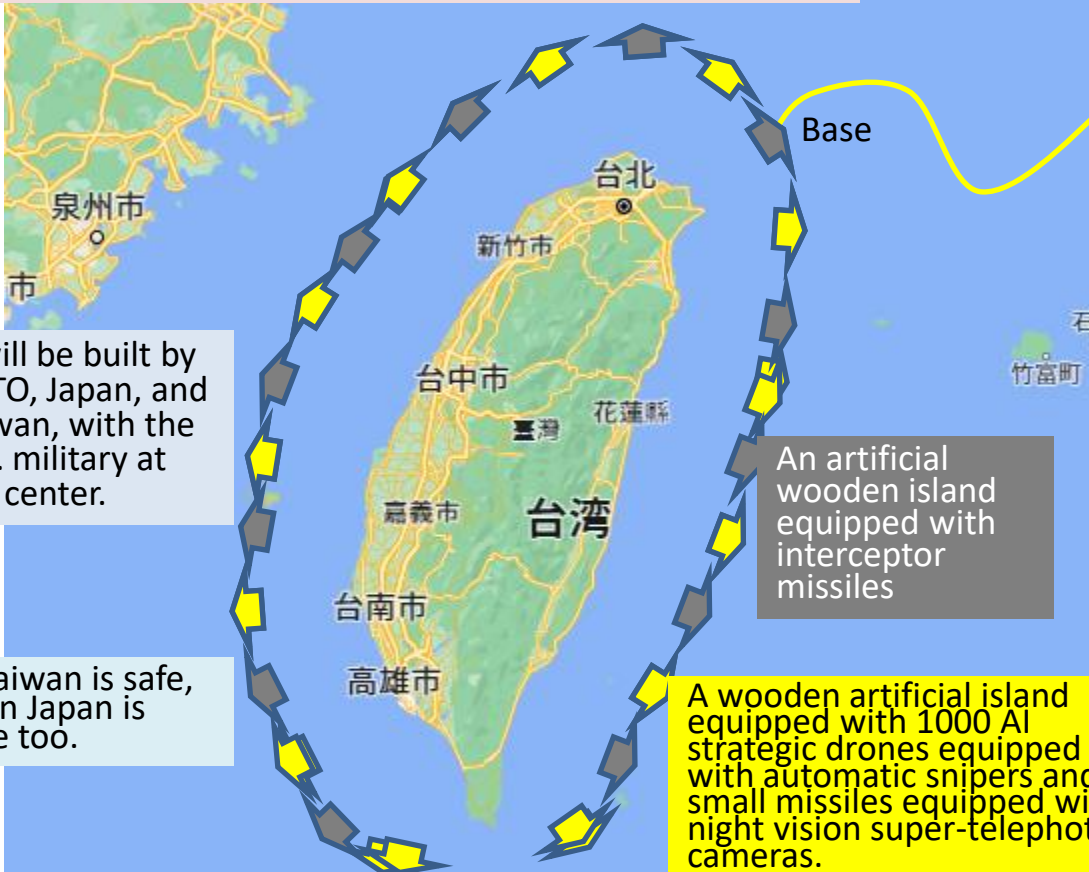 Base
台北
泉州市
新竹市
市
石
竹富町
will be built by
TO, Japan, and
wan, with the
. military at
center.
台中市
花蓮縣
臺灣
An artificial
wooden island
equipped with
interceptor
missiles
嘉義市
台湾
台南市
aiwan is safe,
n Japan is
e too.
高雄市
A wooden artificial island
equipped with 1000 AI
strategic drones equipped
with automatic snipers and
small missiles equipped wi
night vision super-telephot
cameras.